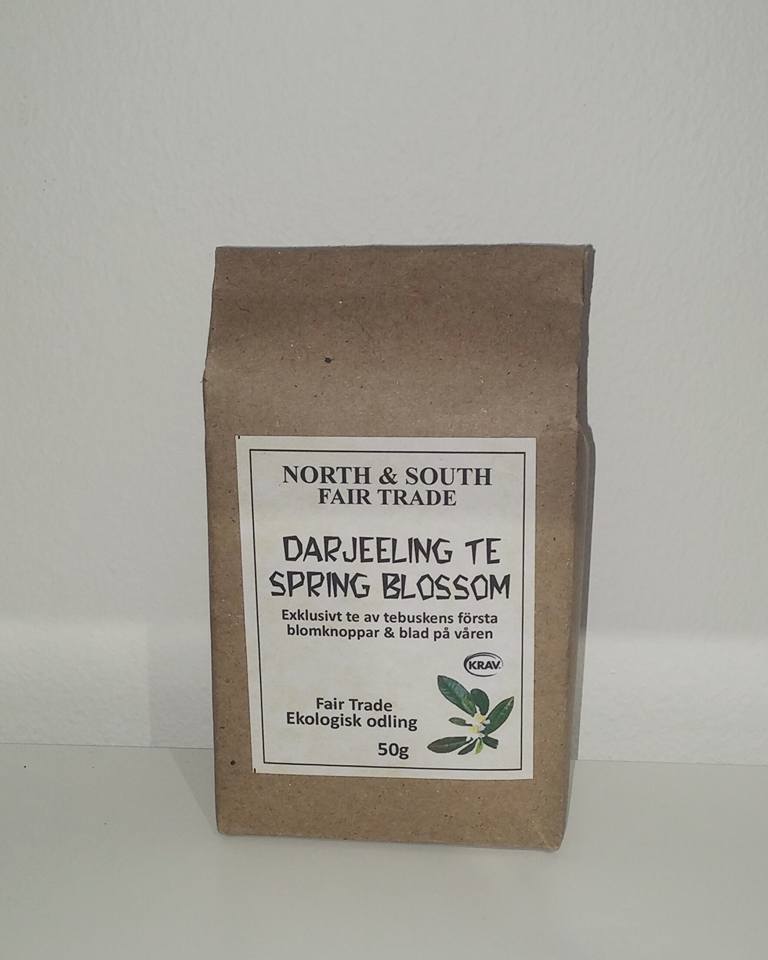 NORTH & SOUTH
FAIR TRADE
DARJEELING TE
SPRING BLOSSOM
Exklusivt te av tebuskens första
blomknoppar & blad på våren
KRAV
Fair Trade
Ekologisk odling
50g